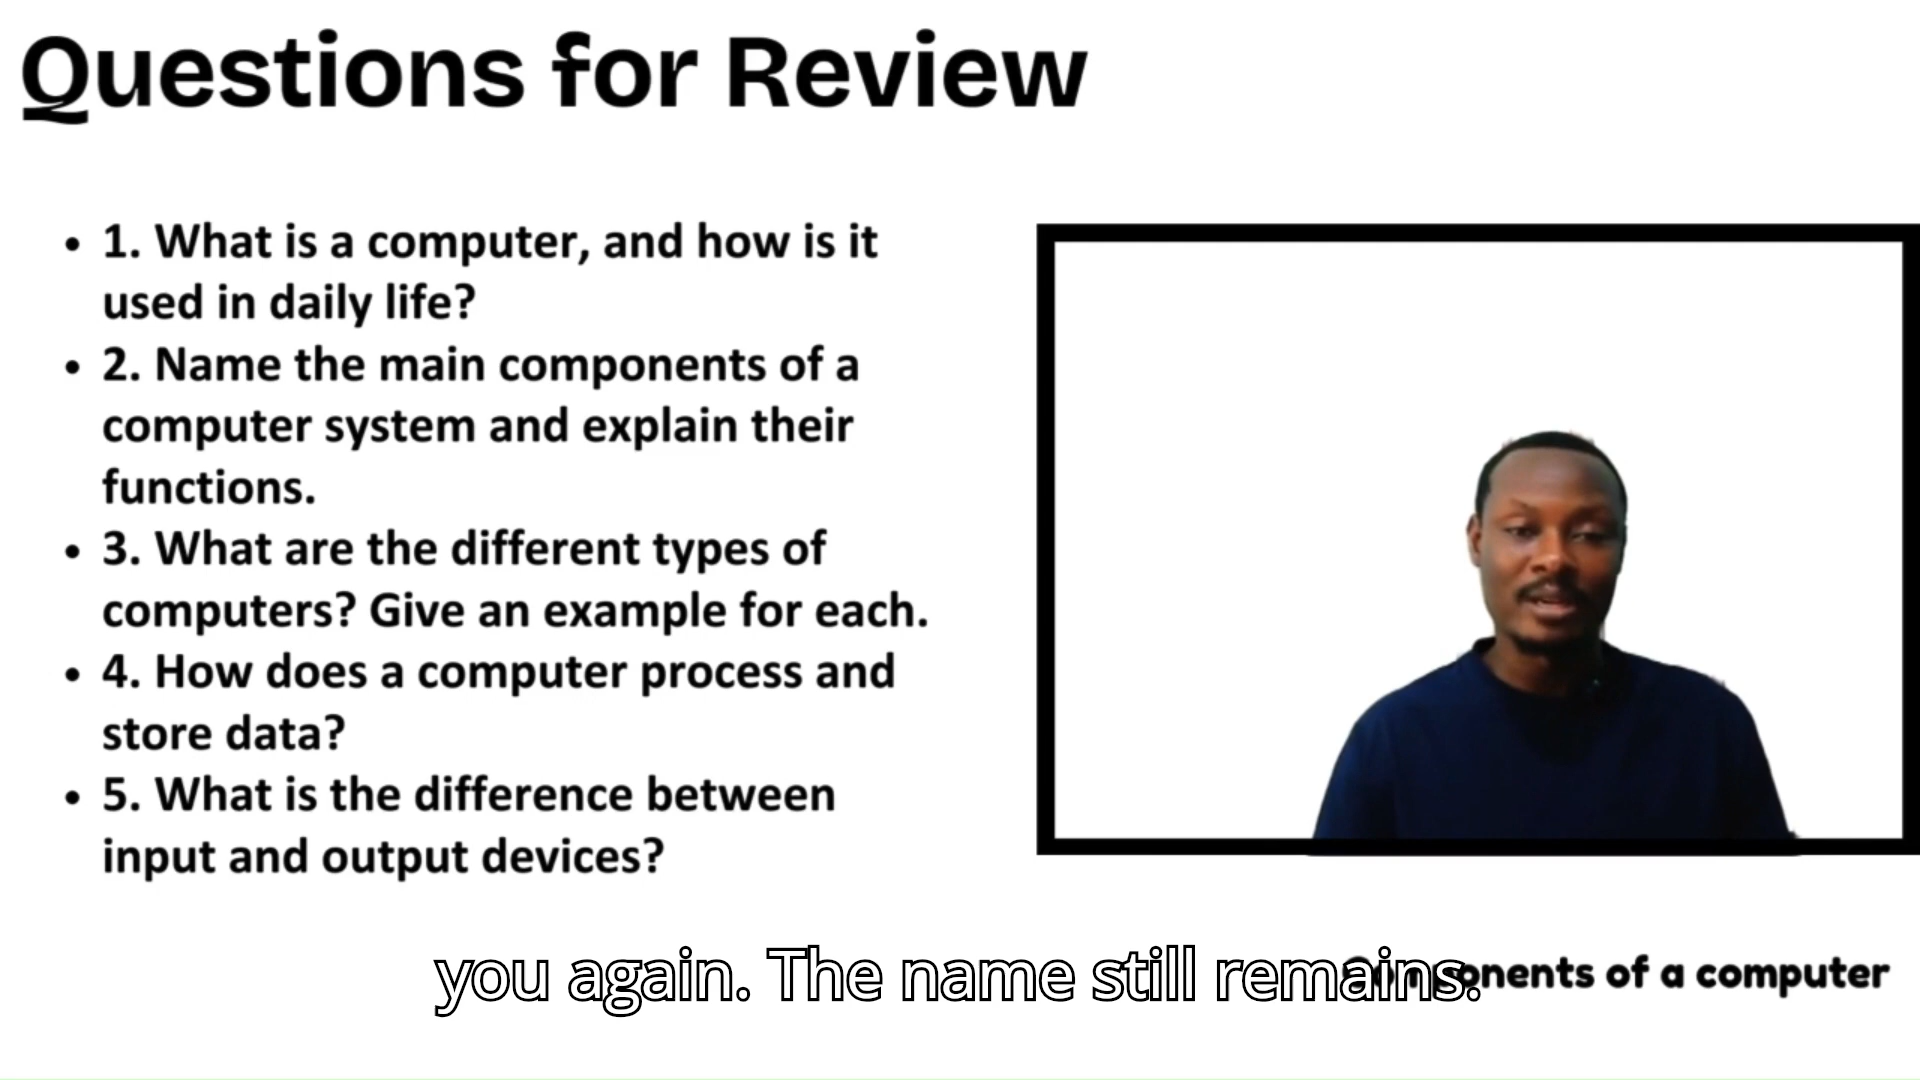 Questions for Review
• 1. What is a computer, and how is it
used in daily life?
• 2. Name the main components of a
computer system and explain their
functions.
• 3. What are the different types of
computers? Give an example for each.
• 4. How does a computer process and
store data?
• 5. What is the difference between
input and output devices?
you again. The name still remains.
Components of a computer